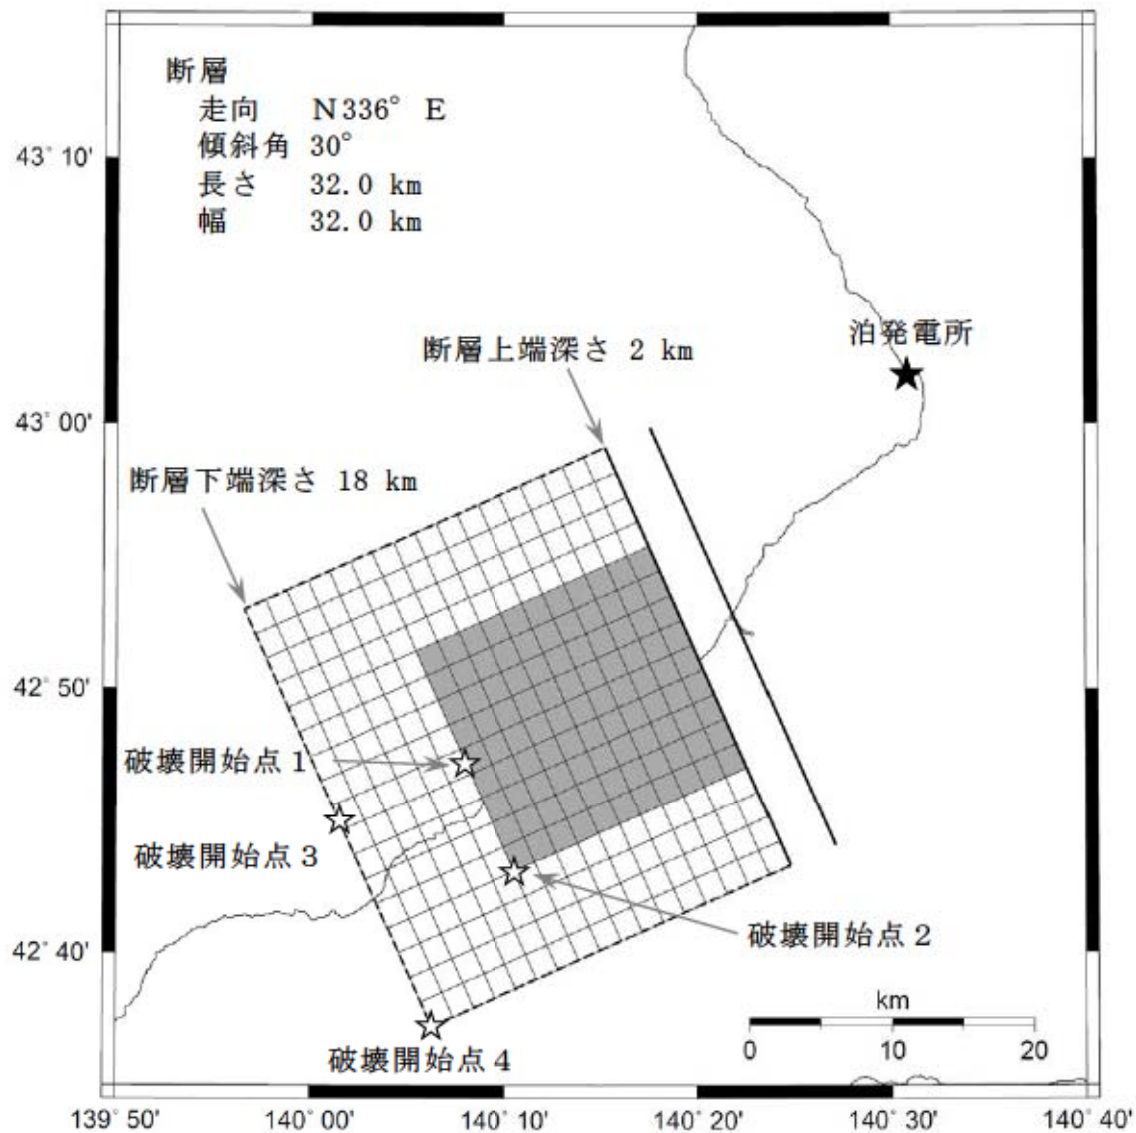 断層
走向 N336° E
傾斜角 30°
長さ 32.0 km
幅 32.0 km
43° 10'
泊発電所
断層上端深さ 2 km
43° 00'
断層下端深さ 18 km
42° 50'
破壊開始点1
破壊開始点3
破壊開始点2
42° 40'
km
0 10 20
破壊開始点4
139° 50' 140° 00' 140° 10' 140° 20' 140° 30' 140° 40'